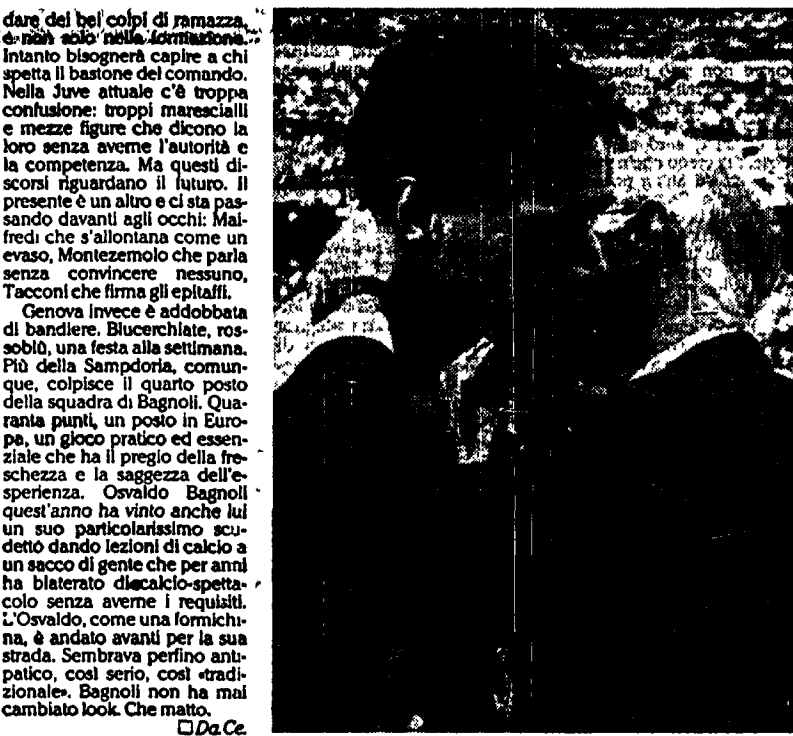 dare dei bei colpi di ramazza,
e non solo nella formazione.
Intanto bisognerà capire a chi
spetta il bastone del comando.
Nella Juve attuale c'è troppa
confusione: troppi marescialli
e mezze figure che dicono la
loro senza averne l'autorità e
la competenza. Ma questi di-
scorsi riguardano il futuro. Il
presente è un altro e ci sta pas-
sando davanti agli occhi: Mai-
fredi che s'allontana come un
evaso, Montezemolo che parla
senza convincere nessuno,
Tacconi che firma gli epitaffi.
Genova invece è addobbata
di bandiere. Blucerchiate, ros-
soblù, una festa alla settimana.
Più della Sampdoria, comun-
que, colpisce il quarto posto
della squadra di Bagnoli. Qua-
ranta punti, un posto in Euro-
pa, un gioco pratico ed essen-
ziale che ha il pregio della fre-
schezza e la saggezza dell'e-
sperienza. Osvaldo Bagnoli
quest'anno ha vinto anche lui
un suo particolarissimo scu-
detto dando lezioni di calcio a
un sacco di gente che per anni
ha blaterato di calcio-spetta-
colo senza averne i requisiti.
L'Osvaldo, come una formichi-
na, è andato avanti per la sua
strada. Sembrava perfino anti-
patico, così serio, così «tradi-
zionale». Bagnoli non ha mai
cambiato look. Che matto.
□ Da.Ce.